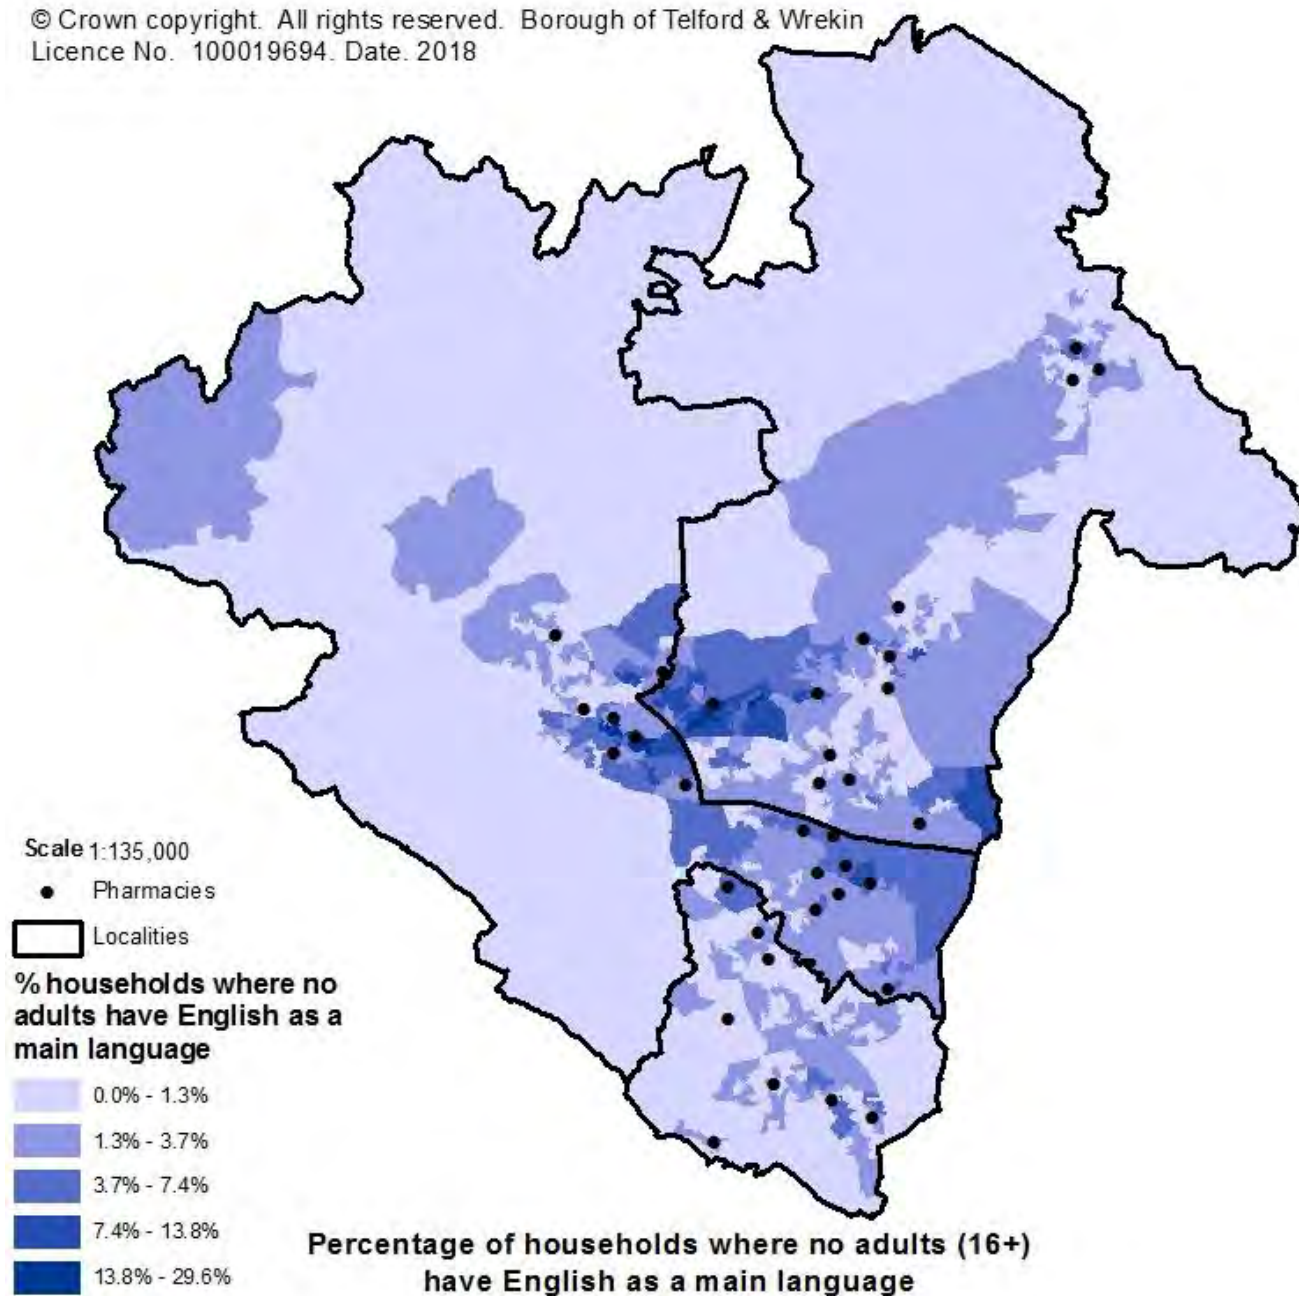 © Crown copyright. All rights reserved. Borough of Telford & Wrekin
Licence No. 100019694. Date. 2018
Scale 1:135,000
Pharmacies
Localities
% households where no
adults have English as a
main language
0.0% - 1.3%
1.3% - 3.7%
3.7% - 7.4%
7.4% - 13.8%
13.8% - 29.6%
Percentage of households where no adults (16+)
have English as a main language